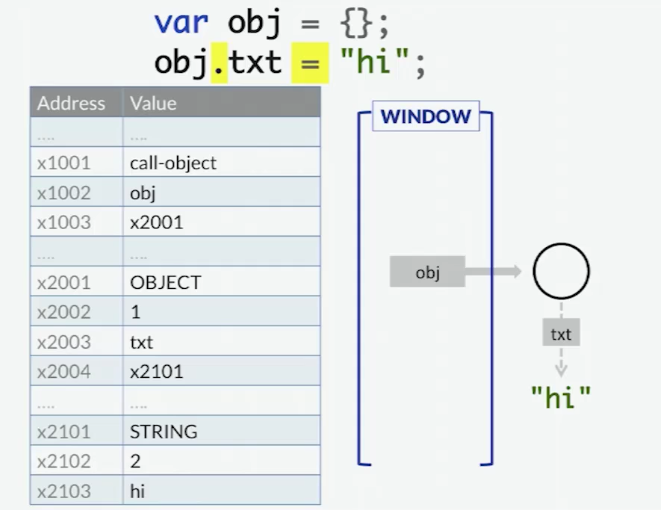 var obj = {};
obj.txt = "hi";
Address Value
.... ....
x1001 call-object
x1002 obj
x1003 x2001
.... ....
x2001 OBJECT
x2002 1
x2003 txt
x2004 x2101
.... ....
x2101 STRING
x2102 2
x2103 hi
WINDOW
obj
txt
"hi"